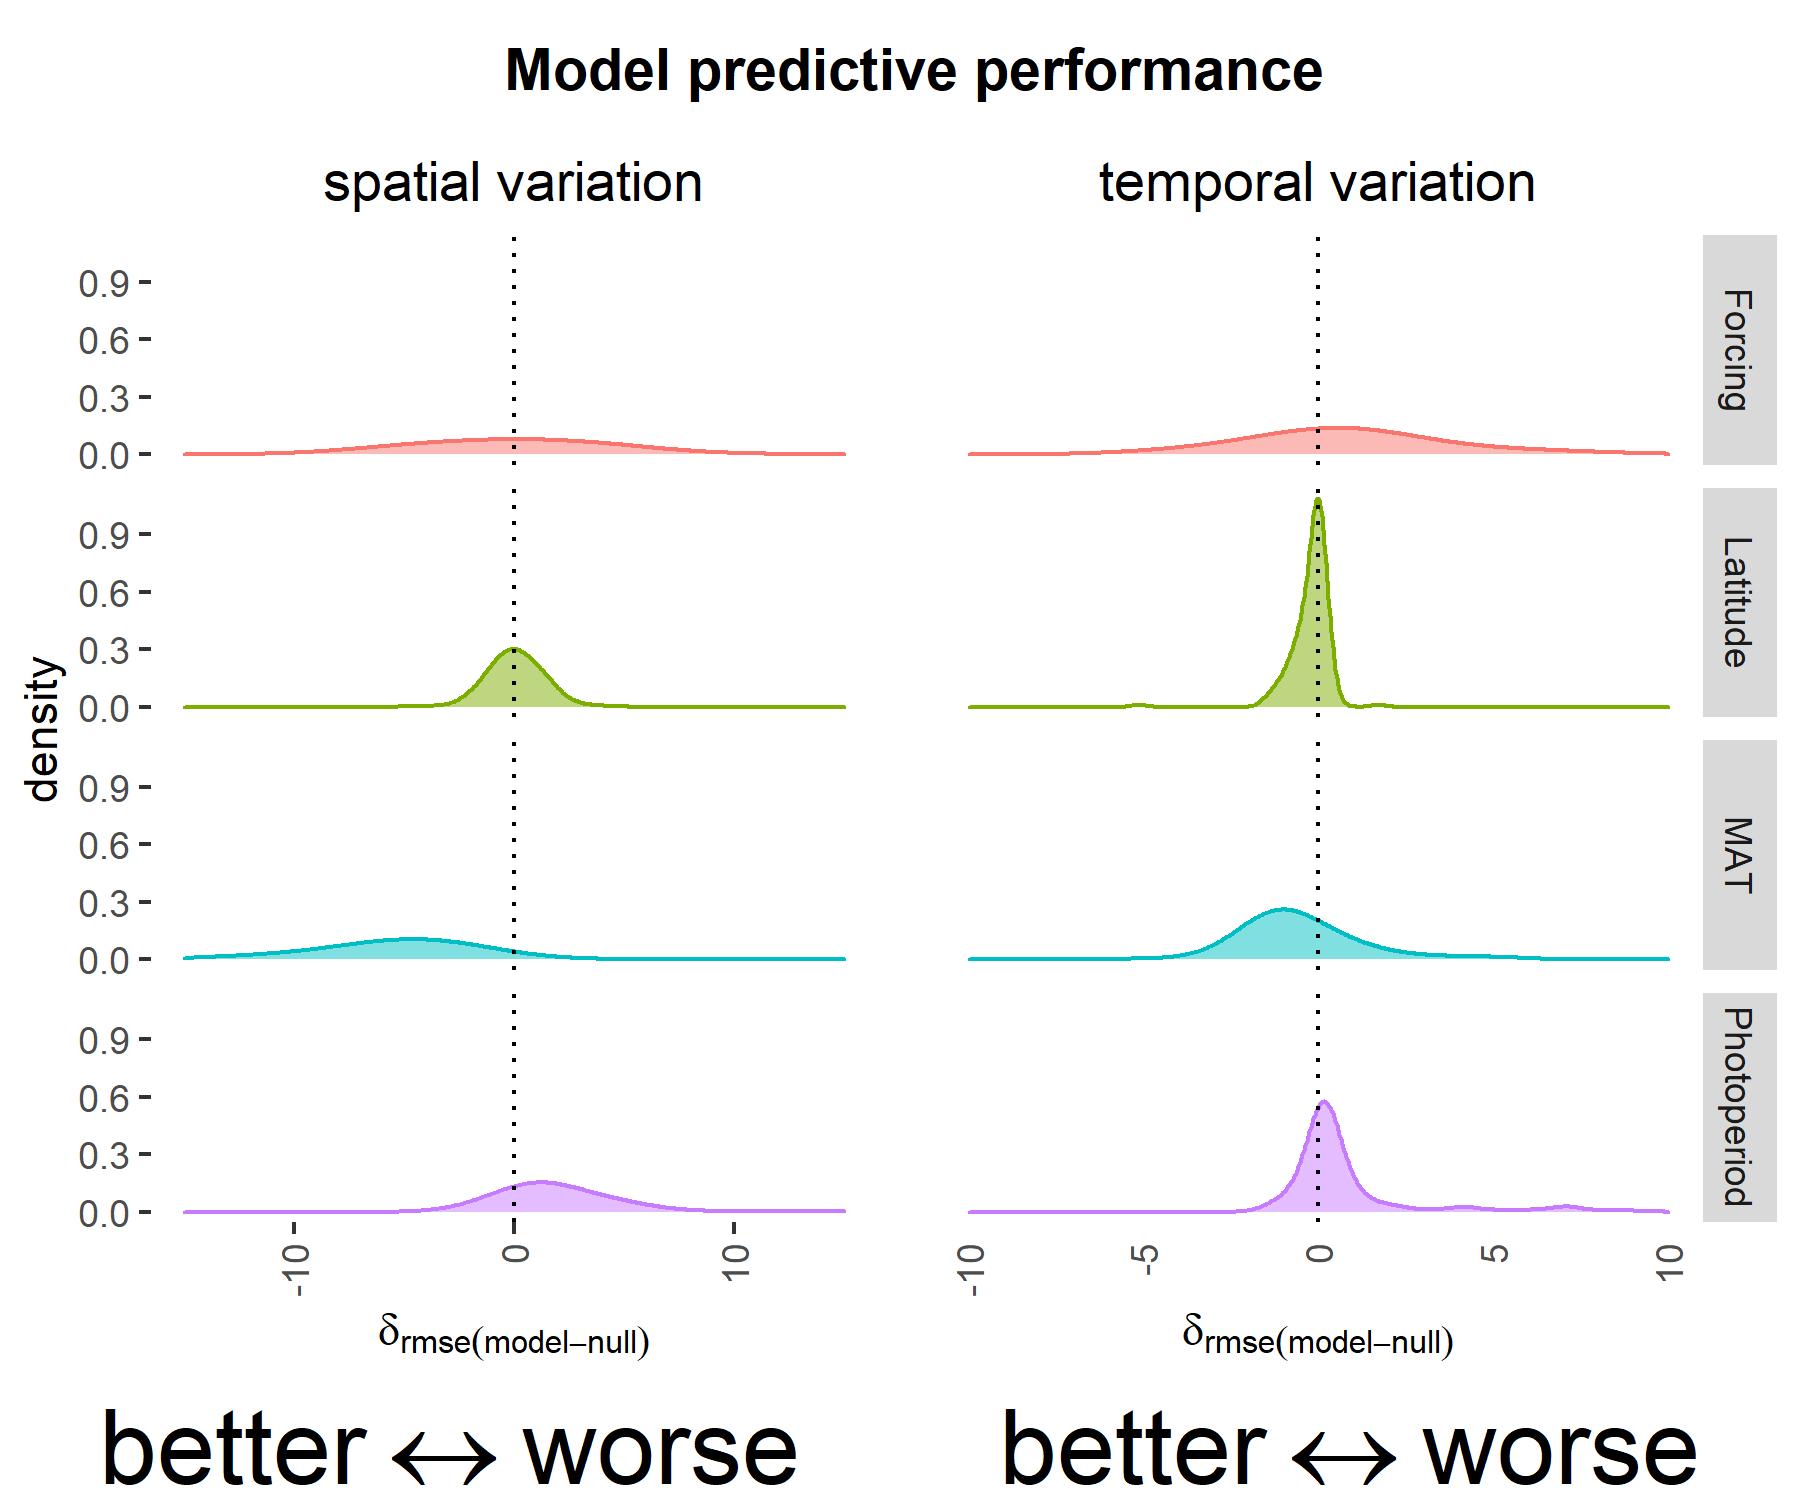 Model predictive performance
spatial variation
temporal variation
density
0.9
0.6
0.3
0.0
Forcing
0.9
0.6
0.3
0.0
Latitude
0.9
0.6
0.3
0.0
MAT
0.9
0.6
0.3
0.0
Photoperiod
-10 0 10
-10 -5 0 5 10
δrmse(model−null)
δrmse(model−null)
better ↔ worse
better ↔ worse